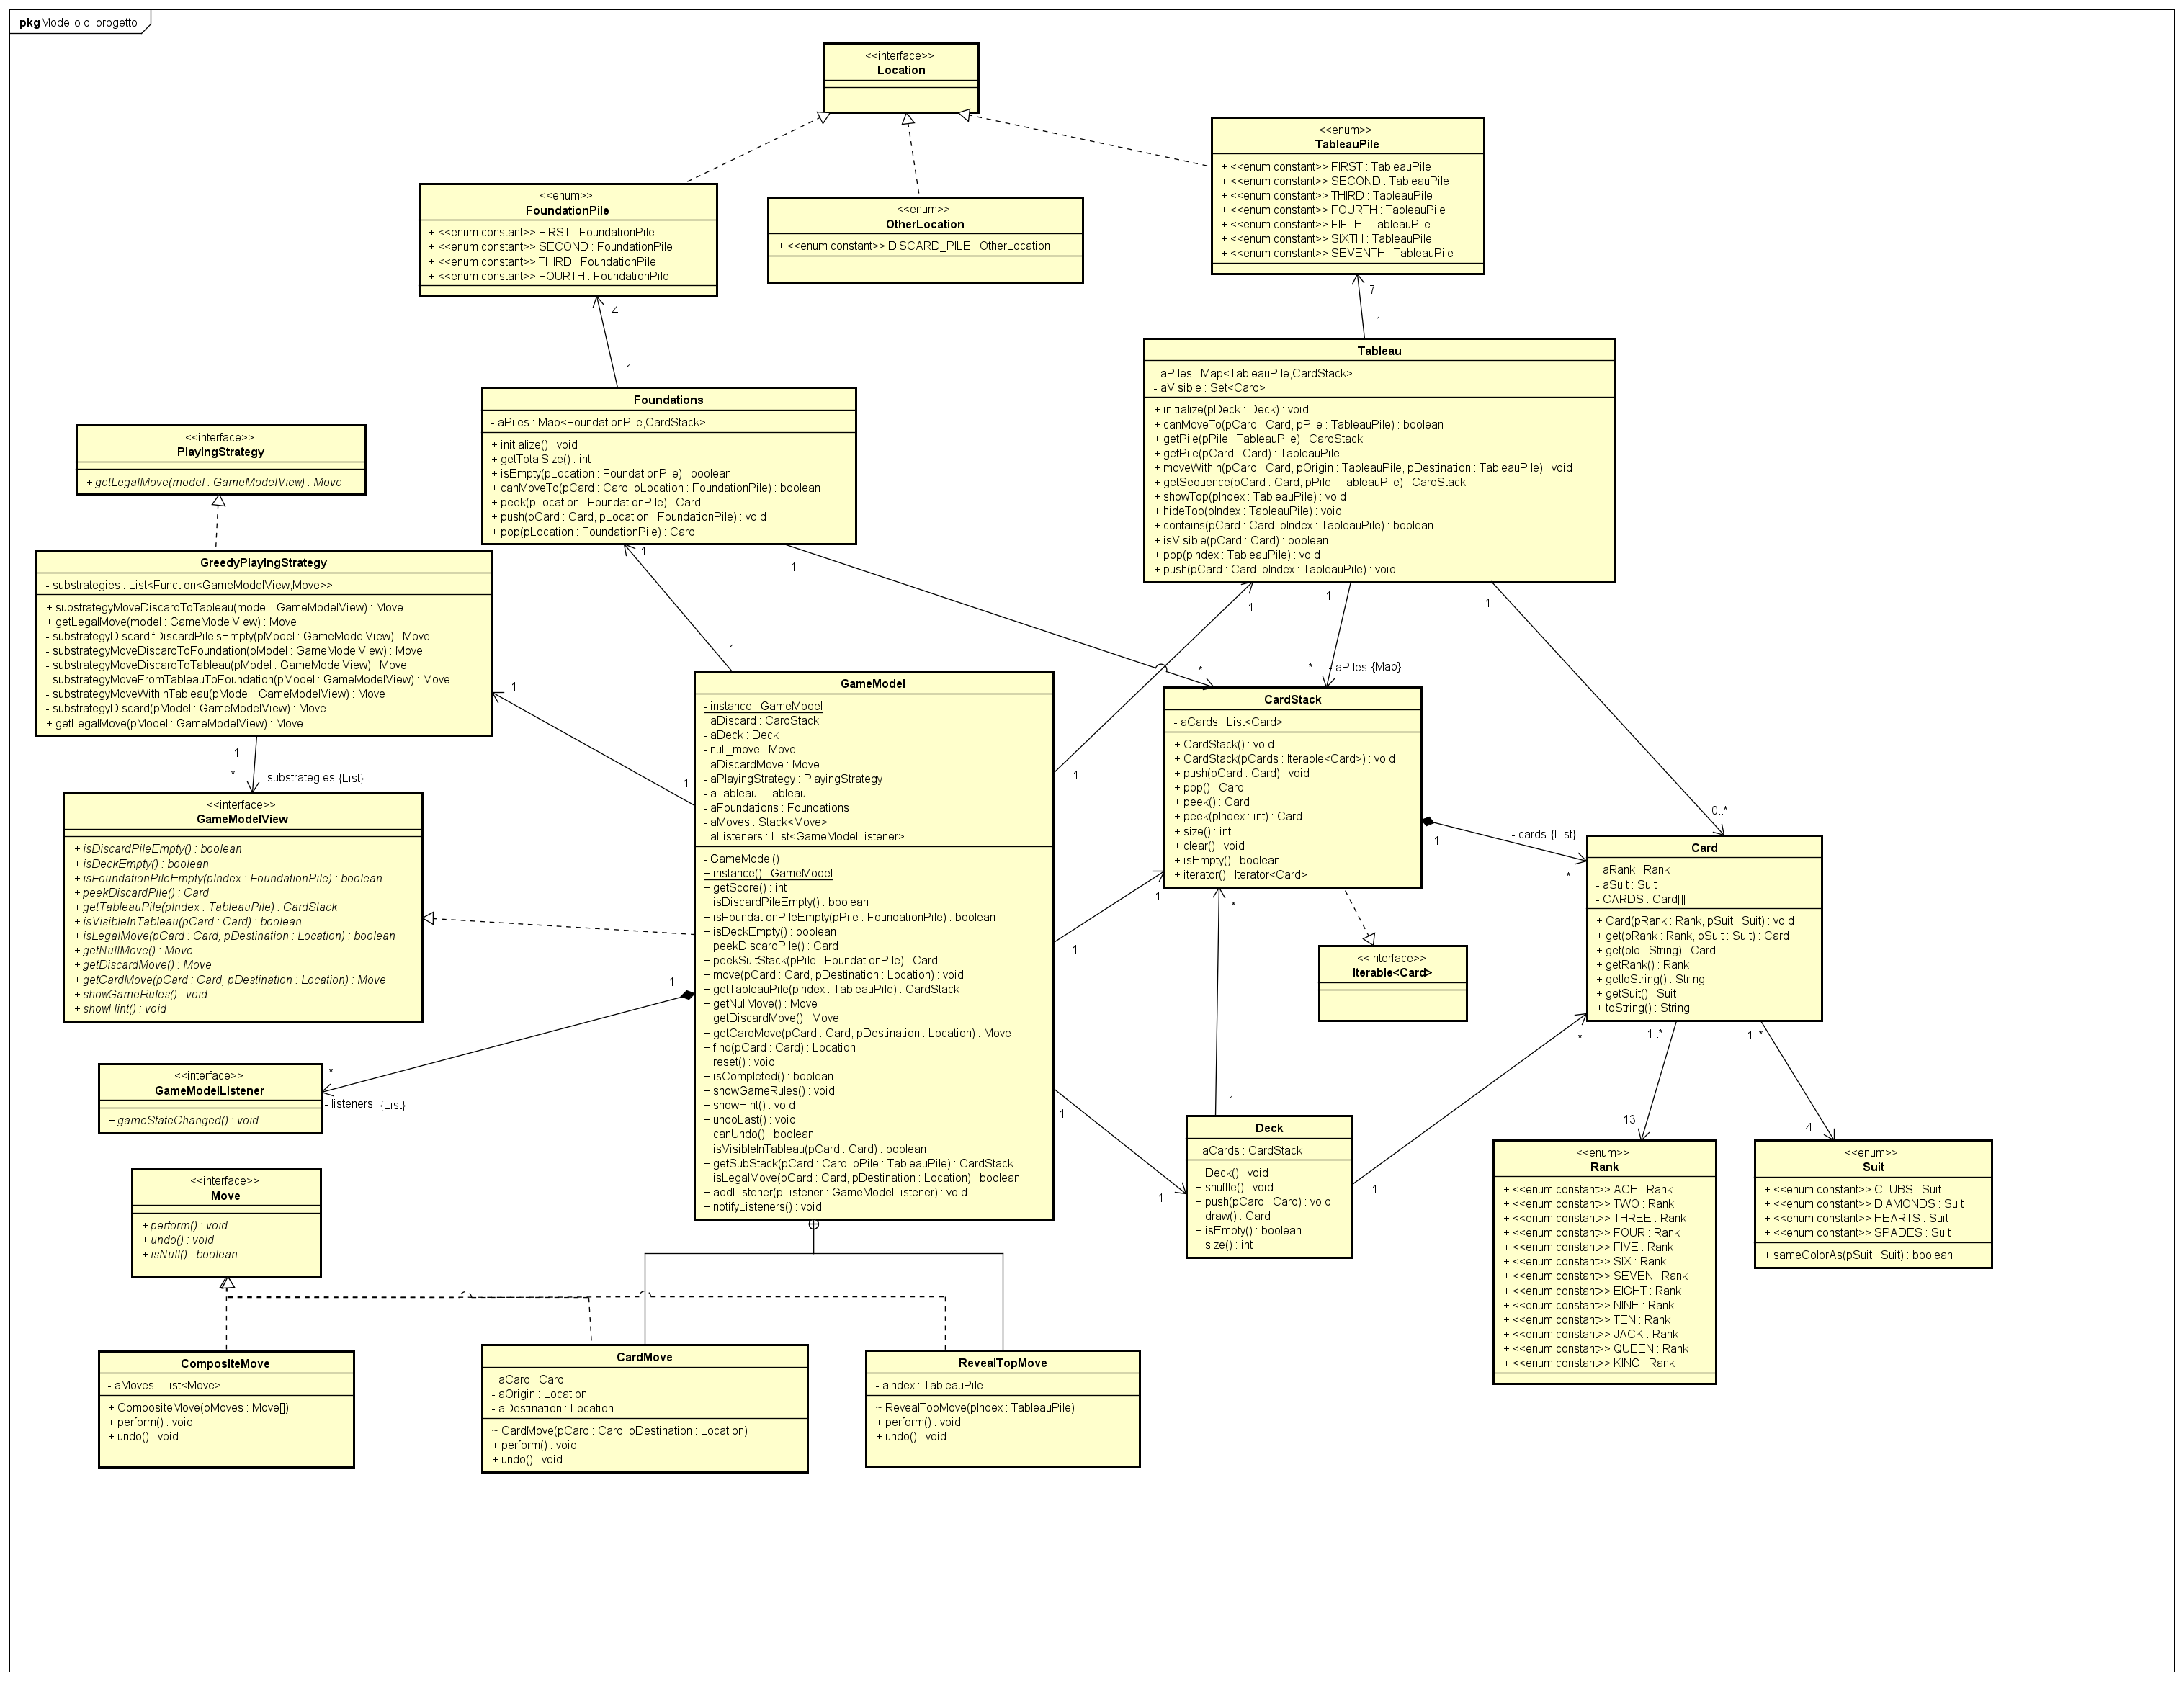 pkg Modello di progetto
<<interface>>
Location
<<enum>>
TableauPile
+ <<enum constant>> FIRST : TableauPile
+ <<enum constant>> SECOND : TableauPile
+ <<enum constant>> THIRD : TableauPile
+ <<enum constant>> FOURTH : TableauPile
+ <<enum constant>> FIFTH : TableauPile
+ <<enum constant>> SIXTH : TableauPile
+ <<enum constant>> SEVENTH : TableauPile
<<enum>>
FoundationPile
+ <<enum constant>> FIRST : FoundationPile
+ <<enum constant>> SECOND : FoundationPile
+ <<enum constant>> THIRD : FoundationPile
+ <<enum constant>> FOURTH : FoundationPile
<<enum>>
OtherLocation
+ <<enum constant>> DISCARD_PILE : OtherLocation
7
1
4
1
Tableau
- aPiles : Map<TableauPile,CardStack>
- aVisible : Set<Card>
+ initialize(pDeck : Deck) : void
+ canMoveTo(pCard : Card, pPile : TableauPile) : boolean
+ getPile(pPile : TableauPile) : CardStack
+ getPile(pCard : Card) : TableauPile
+ moveWithin(pCard : Card, pOrigin : TableauPile, pDestination : TableauPile) : void
+ getSequence(pCard : Card, pPile : TableauPile) : CardStack
+ showTop(pIndex : TableauPile) : void
+ hideTop(pIndex : TableauPile) : void
+ contains(pCard : Card, pIndex : TableauPile) : boolean
+ isVisible(pCard : Card) : boolean
+ pop(pIndex : TableauPile) : void
+ push(pCard : Card, pIndex : TableauPile) : void
Foundations
- aPiles : Map<FoundationPile,CardStack>
+ initialize() : void
+ getTotalSize() : int
+ isEmpty(pLocation : FoundationPile) : boolean
+ canMoveTo(pCard : Card, pLocation : FoundationPile) : boolean
+ peek(pLocation : FoundationPile) : Card
+ push(pCard : Card, pLocation : FoundationPile) : void
+ pop(pLocation : FoundationPile) : Card
<<interface>>
PlayingStrategy
+ getLegalMove(model : GameModelView) : Move
GreedyPlayingStrategy
- substrategies : List<Function<GameModelView,Move>>
+ substrategyMoveDiscardToTableau(model : GameModelView) : Move
+ getLegalMove(model : GameModelView) : Move
- substrategyDiscardIfDiscardPileIsEmpty(pModel : GameModelView) : Move
- substrategyMoveDiscardToFoundation(pModel : GameModelView) : Move
- substrategyMoveDiscardToTableau(pModel : GameModelView) : Move
- substrategyMoveFromTableauToFoundation(pModel : GameModelView) : Move
- substrategyMoveWithinTableau(pModel : GameModelView) : Move
- substrategyDiscard(pModel : GameModelView) : Move
+ getLegalMove(pModel : GameModelView) : Move
1
1
1
1
1
1
1
1
*
- aPiles {Map}
*
1
1
1
*
- substrategies {List}
<<interface>>
GameModelView
+ isDiscardPileEmpty() : boolean
+ isDeckEmpty() : boolean
+ isFoundationPileEmpty(pIndex : FoundationPile) : boolean
+ peekDiscardPile() : Card
+ getTableauPile(pIndex : TableauPile) : CardStack
+ isVisibleInTableau(pCard : Card) : boolean
+ isLegalMove(pCard : Card, pDestination : Location) : boolean
+ getNullMove() : Move
+ getDiscardMove() : Move
+ getCardMove(pCard : Card, pDestination : Location) : Move
+ showGameRules() : void
+ showHint() : void
GameModel
- instance : GameModel
- aDiscard : CardStack
- aDeck : Deck
- null_move : Move
- aDiscardMove : Move
- aPlayingStrategy : PlayingStrategy
- aTableau : Tableau
- aFoundations : Foundations
- aMoves : Stack<Move>
- aListeners : List<GameModelListener>
- GameModel()
+ instance() : GameModel
+ getScore() : int
+ isDiscardPileEmpty() : boolean
+ isFoundationPileEmpty(pPile : FoundationPile) : boolean
+ isDeckEmpty() : boolean
+ peekDiscardPile() : Card
+ peekSuitStack(pPile : FoundationPile) : Card
+ move(pCard : Card, pDestination : Location) : void
+ getTableauPile(pIndex : TableauPile) : CardStack
+ getNullMove() : Move
+ getDiscardMove() : Move
+ getCardMove(pCard : Card, pDestination : Location) : Move
+ find(pCard : Card) : Location
+ reset() : void
+ isCompleted() : boolean
+ showGameRules() : void
+ showHint() : void
+ undoLast() : void
+ canUndo() : boolean
+ isVisibleInTableau(pCard : Card) : boolean
+ getSubStack(pCard : Card, pPile : TableauPile) : CardStack
+ isLegalMove(pCard : Card, pDestination : Location) : boolean
+ addListener(pListener : GameModelListener) : void
+ notifyListeners() : void
CardStack
- aCards : List<Card>
+ CardStack() : void
+ CardStack(pCards : Iterable<Card>) : void
+ push(pCard : Card) : void
+ pop() : Card
+ peek() : Card
+ peek(pIndex : int) : Card
+ size() : int
+ clear() : void
+ isEmpty() : boolean
+ iterator() : Iterator<Card>
0..*
- cards {List}
1
*
Card
- aRank : Rank
- aSuit : Suit
- CARDS : Card[][]
+ Card(pRank : Rank, pSuit : Suit) : void
+ get(pRank : Rank, pSuit : Suit) : Card
+ get(pId : String) : Card
+ getRank() : Rank
+ getIdString() : String
+ getSuit() : Suit
+ toString() : String
1
1
*
<<interface>>
Iterable<Card>
1
*
- listeners {List}
<<interface>>
GameModelListener
+ gameStateChanged() : void
*
1..*
1..*
1
1
1
1
13
4
Deck
- aCards : CardStack
+ Deck() : void
+ shuffle() : void
+ push(pCard : Card) : void
+ draw() : Card
+ isEmpty() : boolean
+ size() : int
<<enum>>
Rank
+ <<enum constant>> ACE : Rank
+ <<enum constant>> TWO : Rank
+ <<enum constant>> THREE : Rank
+ <<enum constant>> FOUR : Rank
+ <<enum constant>> FIVE : Rank
+ <<enum constant>> SIX : Rank
+ <<enum constant>> SEVEN : Rank
+ <<enum constant>> EIGHT : Rank
+ <<enum constant>> NINE : Rank
+ <<enum constant>> TEN : Rank
+ <<enum constant>> JACK : Rank
+ <<enum constant>> QUEEN : Rank
+ <<enum constant>> KING : Rank
<<enum>>
Suit
+ <<enum constant>> CLUBS : Suit
+ <<enum constant>> DIAMONDS : Suit
+ <<enum constant>> HEARTS : Suit
+ <<enum constant>> SPADES : Suit
+ sameColorAs(pSuit : Suit) : boolean
<<interface>>
Move
+ perform() : void
+ undo() : void
+ isNull() : boolean
CompositeMove
- aMoves : List<Move>
+ CompositeMove(pMoves : Move[])
+ perform() : void
+ undo() : void
CardMove
- aCard : Card
- aOrigin : Location
- aDestination : Location
~ CardMove(pCard : Card, pDestination : Location)
+ perform() : void
+ undo() : void
RevealTopMove
- aIndex : TableauPile
~ RevealTopMove(pIndex : TableauPile)
+ perform() : void
+ undo() : void